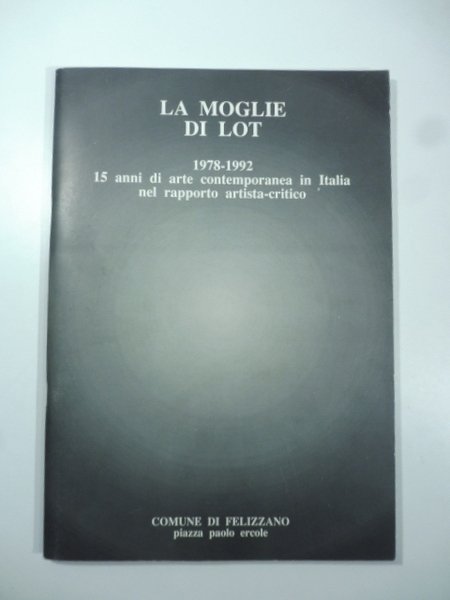 LA MOGLIE
DI LOT
1978-1992
15 anni di arte contemporanea in Italia
nel rapporto artista-critico
COMUNE DI FELIZZANO
piazza paolo ercole